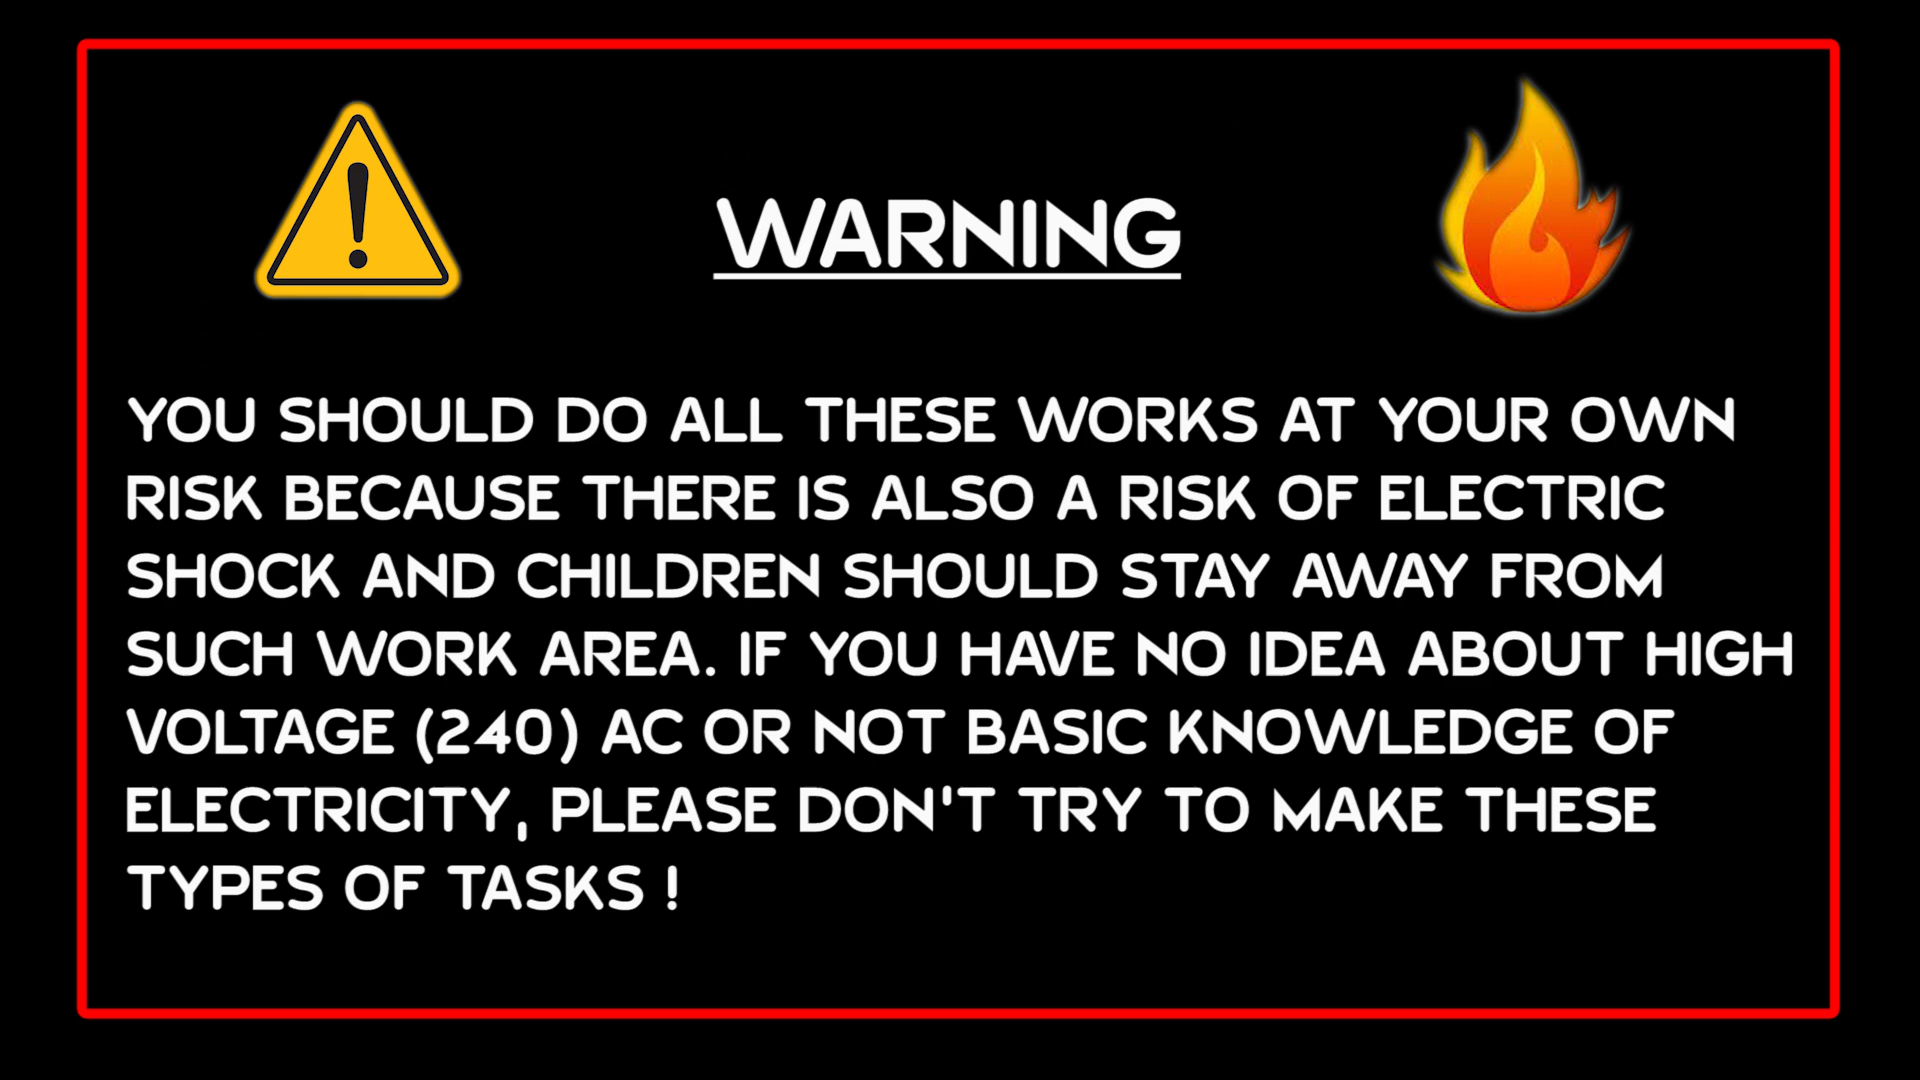 WARNING
YOU SHOULD DO ALL THESE WORKS AT YOUR OWN
RISK BECAUSE THERE IS ALSO A RISK OF ELECTRIC
SHOCK AND CHILDREN SHOULD STAY AWAY FROM
SUCH WORK AREA. IF YOU HAVE NO IDEA ABOUT HIGH
VOLTAGE (240) AC OR NOT BASIC KNOWLEDGE OF
ELECTRICITY, PLEASE DON'T TRY TO MAKE THESE
TYPES OF TASKS !